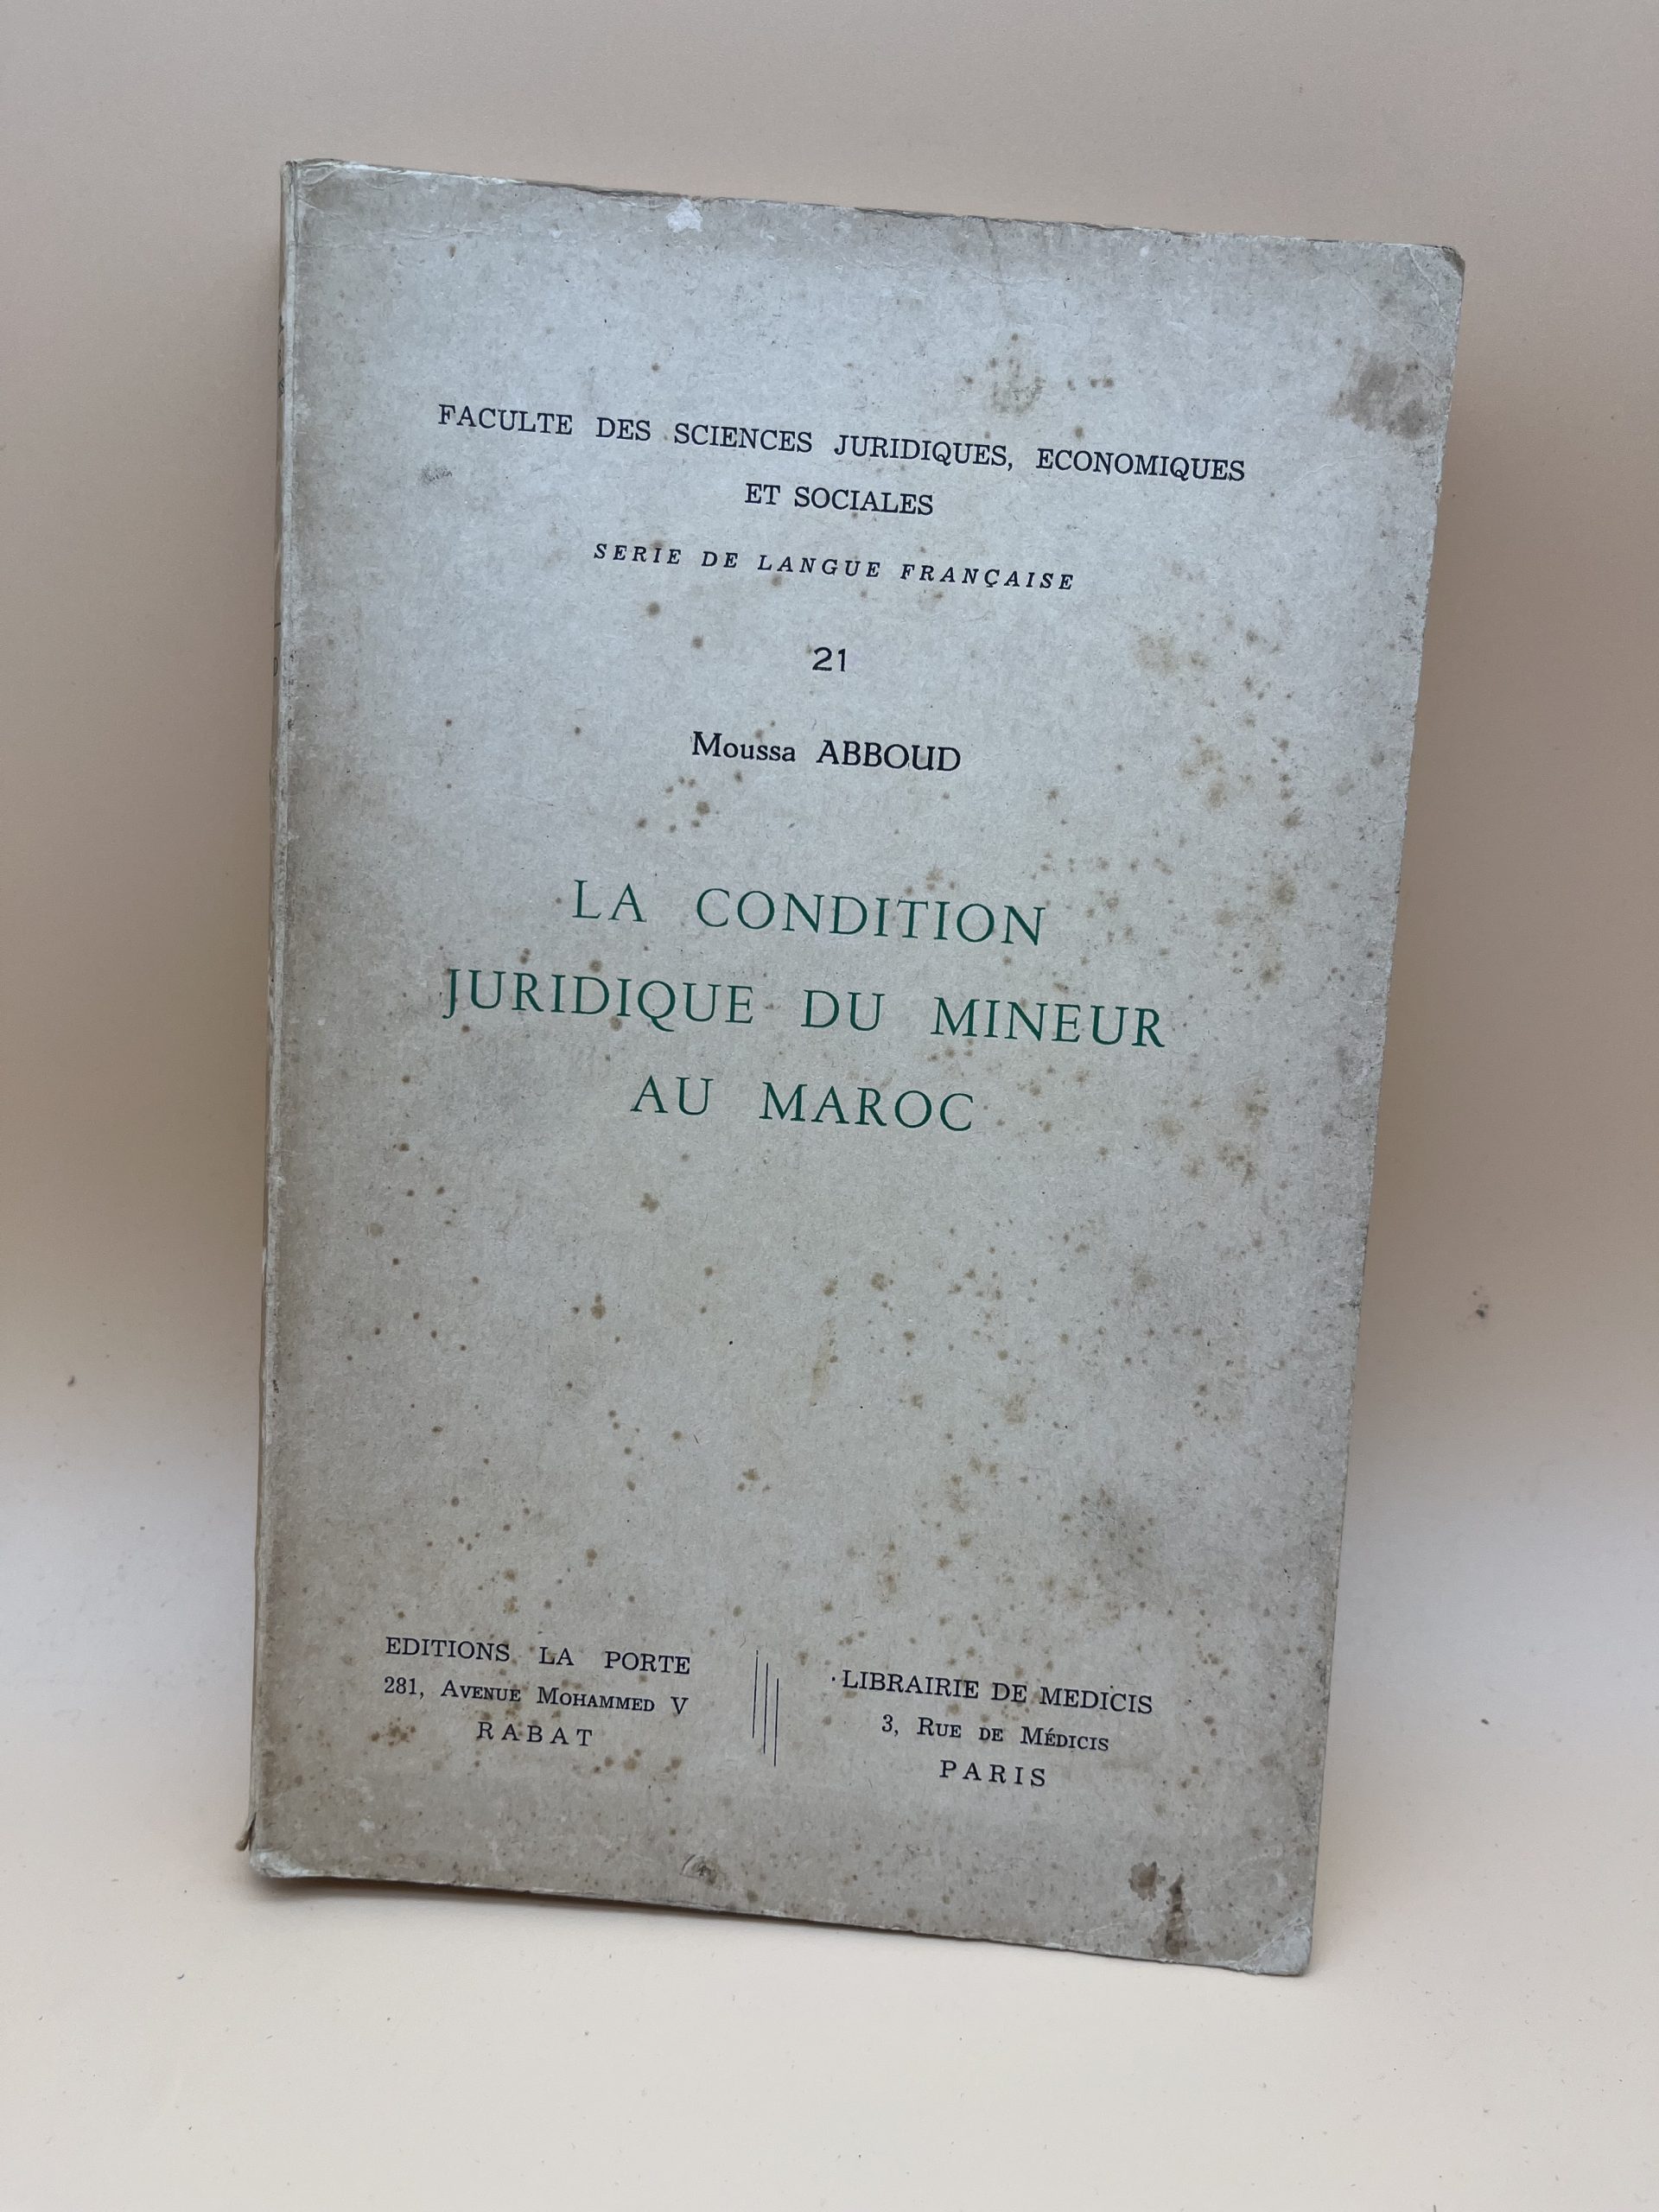 FACULTE DES SCIENCES JURIDIQUES, ECONOMIQUES
ET SOCIALES
SERIE DE LANGUE FRANÇAISE
21
Moussa ABBOUD
LA CONDITION
JURIDIQUE DU MINEUR
AU MAROC
EDITIONS LA PORTE
281, AVENUE MOHAMMED V
RABAT
LIBRAIRIE DE MEDICIS
3, RUE DE MÉDICIS
PARIS